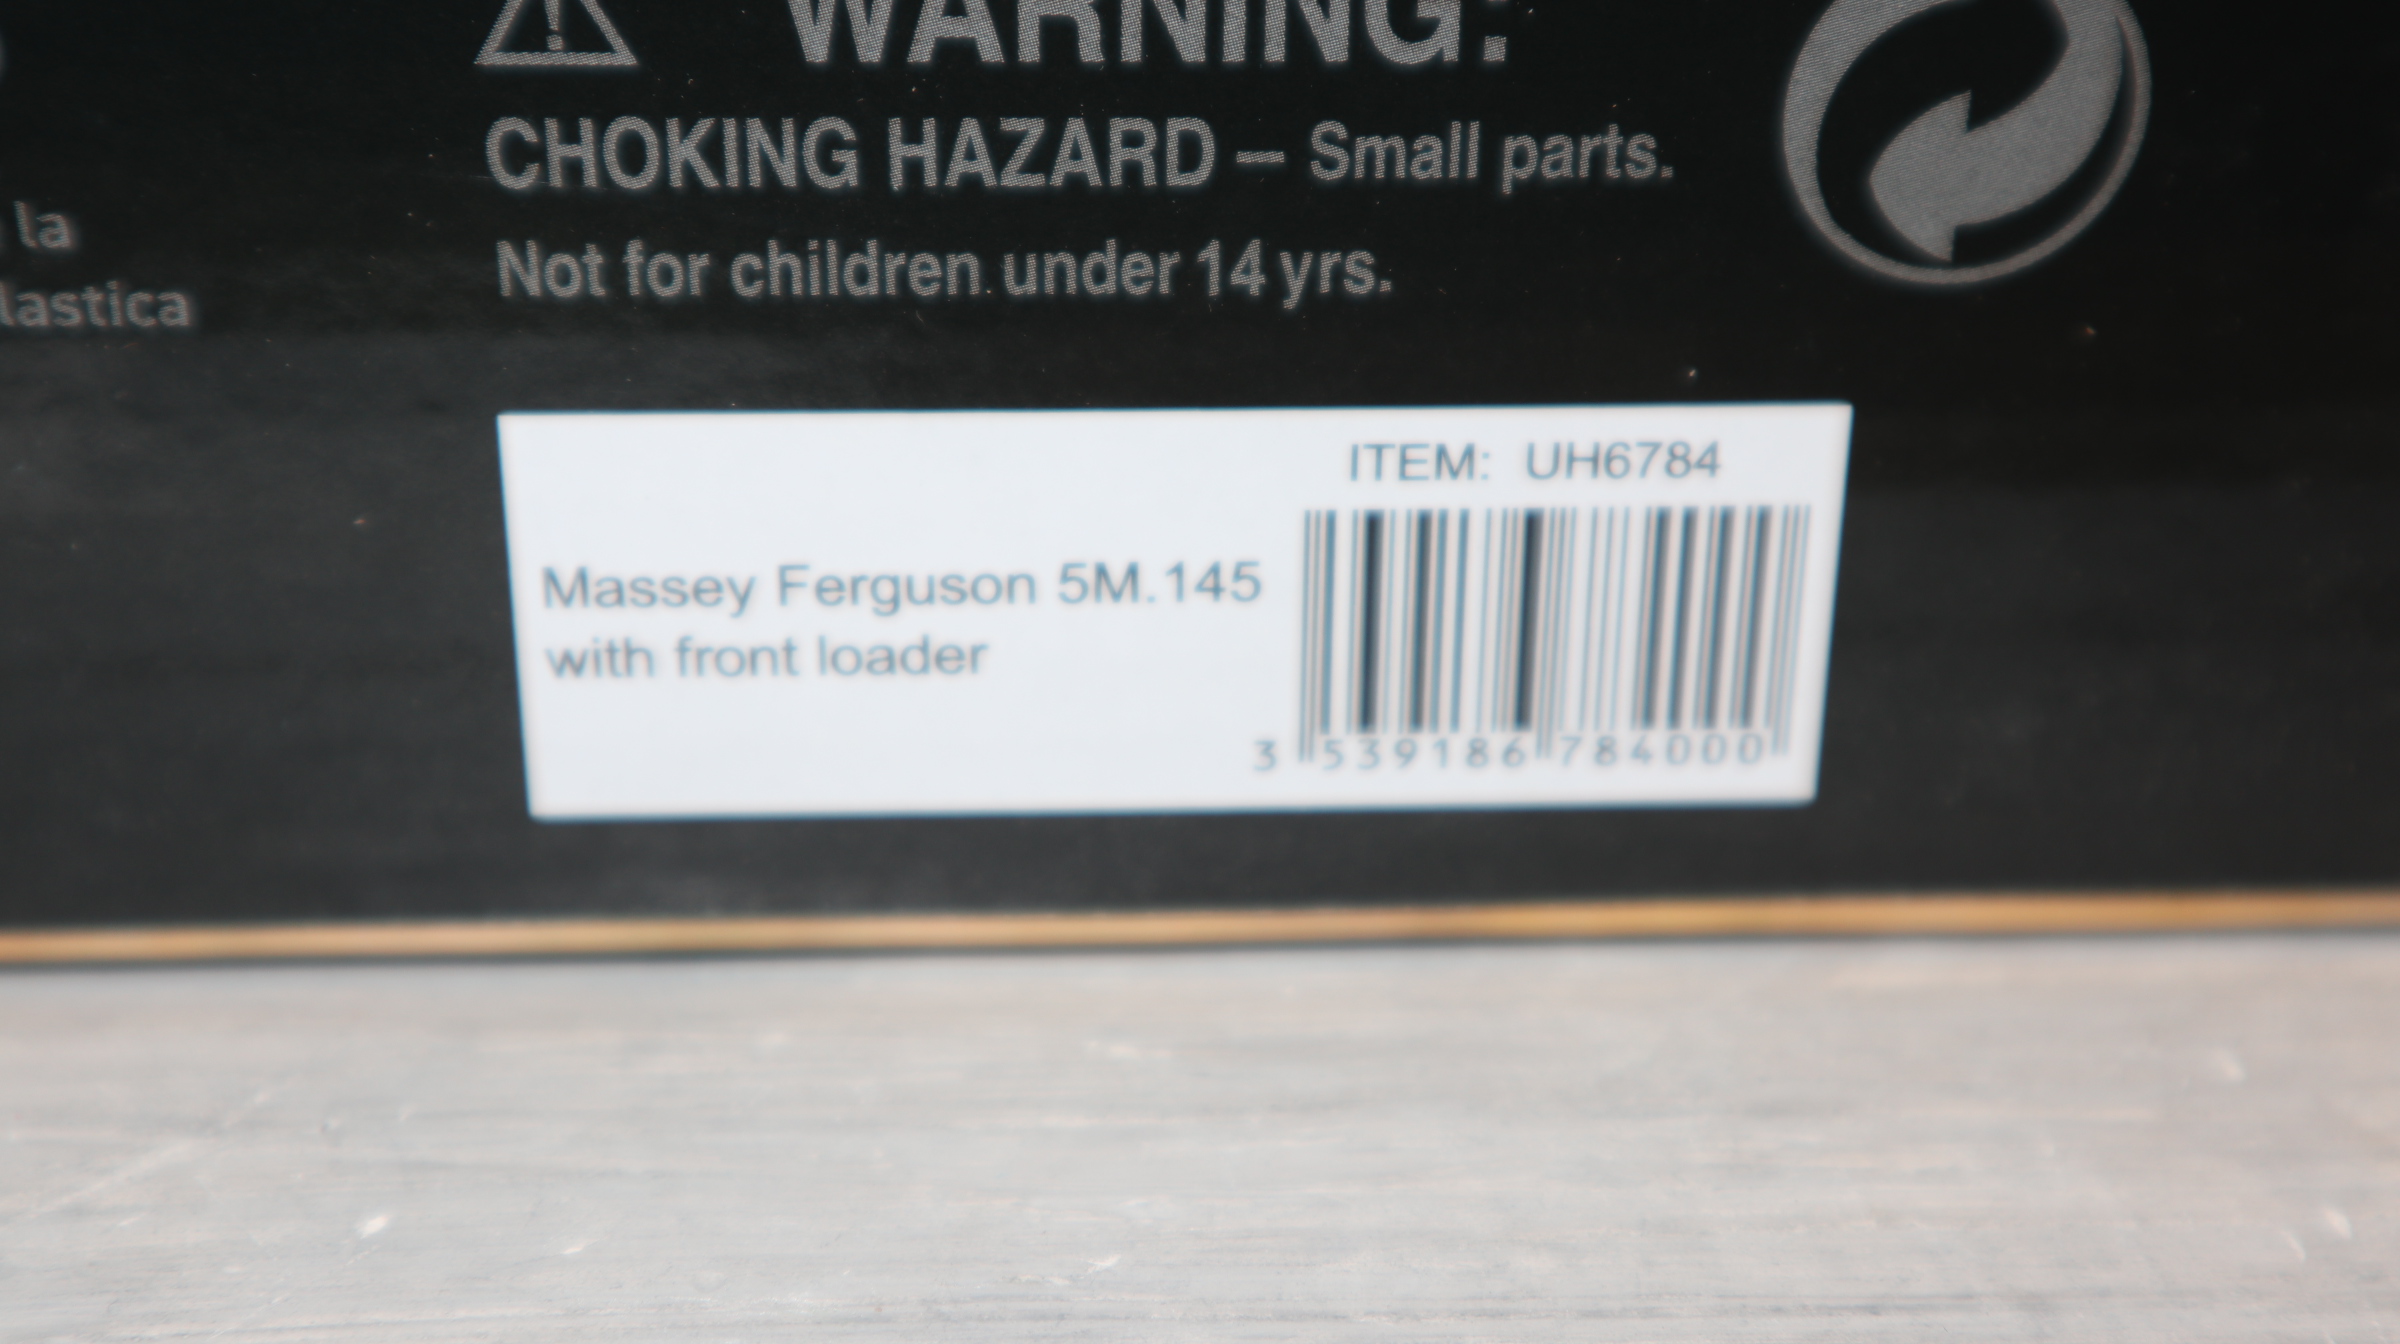 WARNING:
CHOKING HAZARD – Small parts.
Not for children under 14 yrs.
la
lastica
ITEM: UH6784
Massey Ferguson 5M.145
with front loader
3 539186 784000